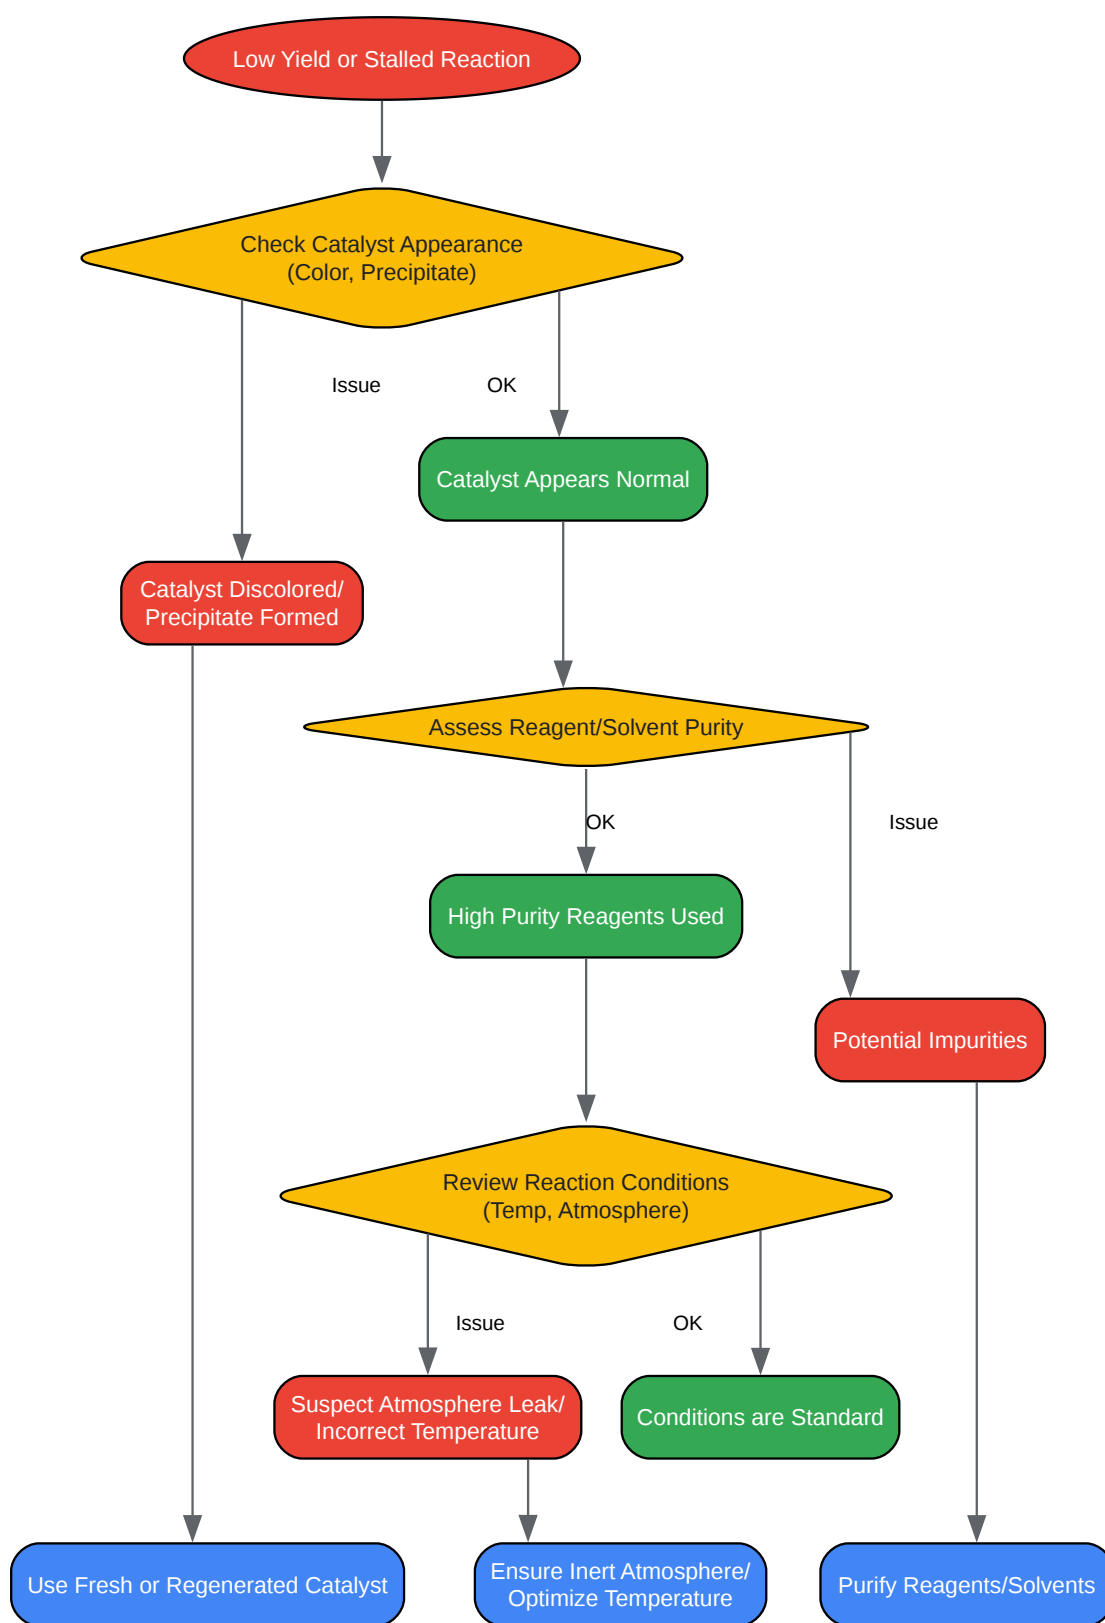 Low Yield or Stalled Reaction
Check Catalyst Appearance
(Color, Precipitate)
Issue
OK
Catalyst Appears Normal
Catalyst Discolored/
Precipitate Formed
Assess Reagent/Solvent Purity
OK
Issue
High Purity Reagents Used
Potential Impurities
Review Reaction Conditions
(Temp, Atmosphere)
Issue
OK
Suspect Atmosphere Leak/
Incorrect Temperature
Conditions are Standard
Use Fresh or Regenerated Catalyst
Ensure Inert Atmosphere/
Optimize Temperature
Purify Reagents/Solvents